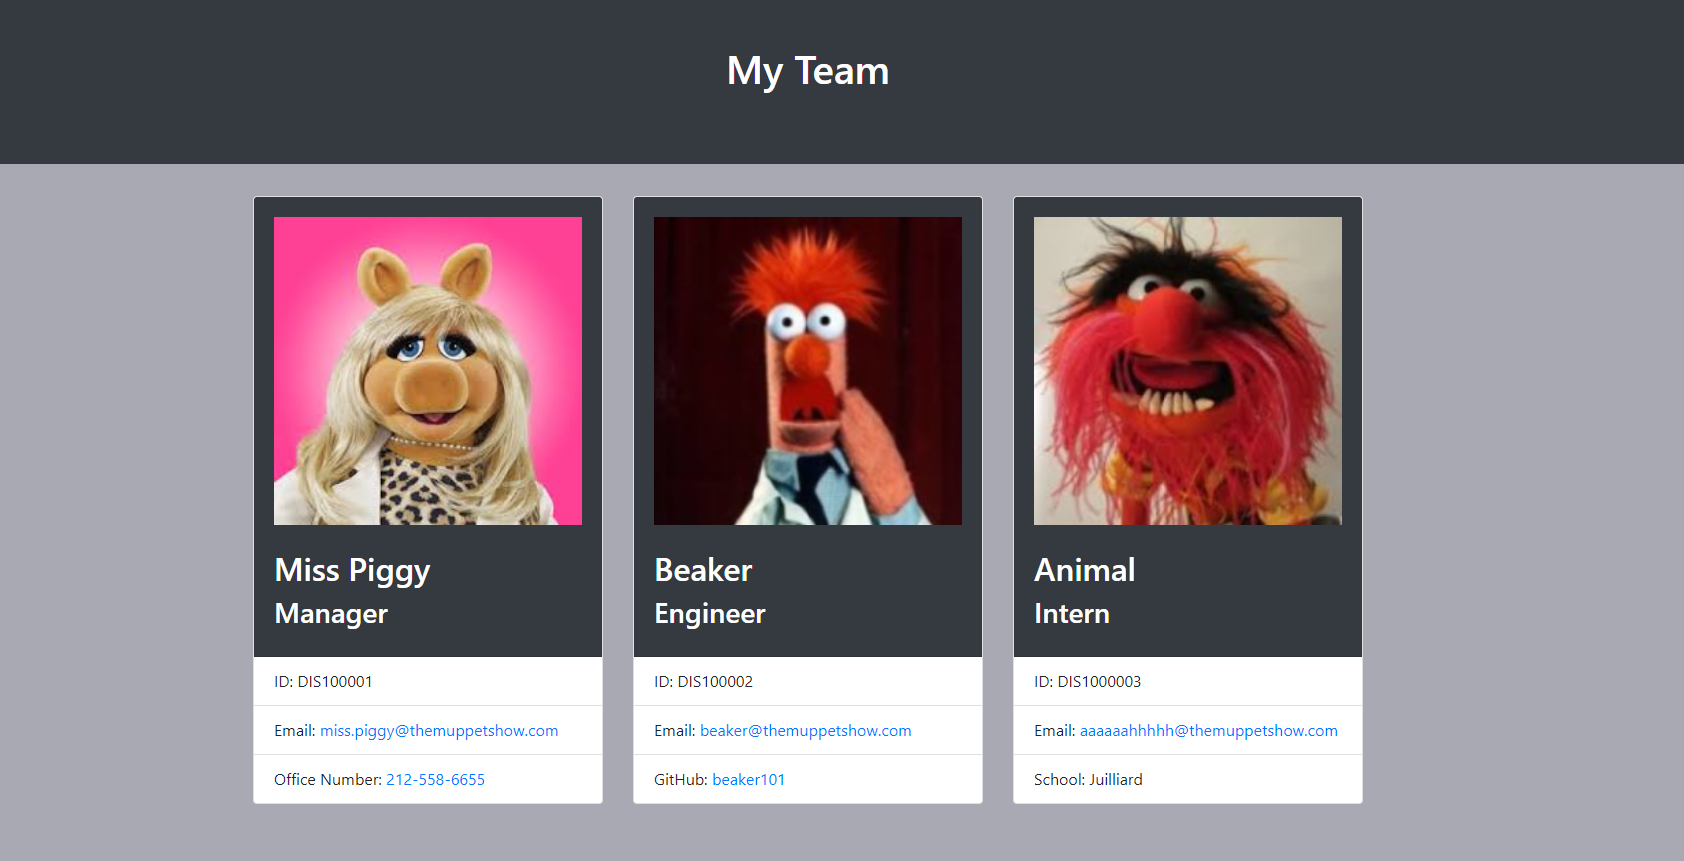 My Team
Miss Piggy
Manager
ID: DIS100001
Email: miss.piggy@themuppetshow.com
Office Number: 212-558-6655
Beaker
Engineer
ID: DIS100002
Email: beaker@themuppetshow.com
GitHub: beaker101
Animal
Intern
ID: DIS1000003
Email: aaaaaahhhhh@themuppetshow.com
School: Juilliard